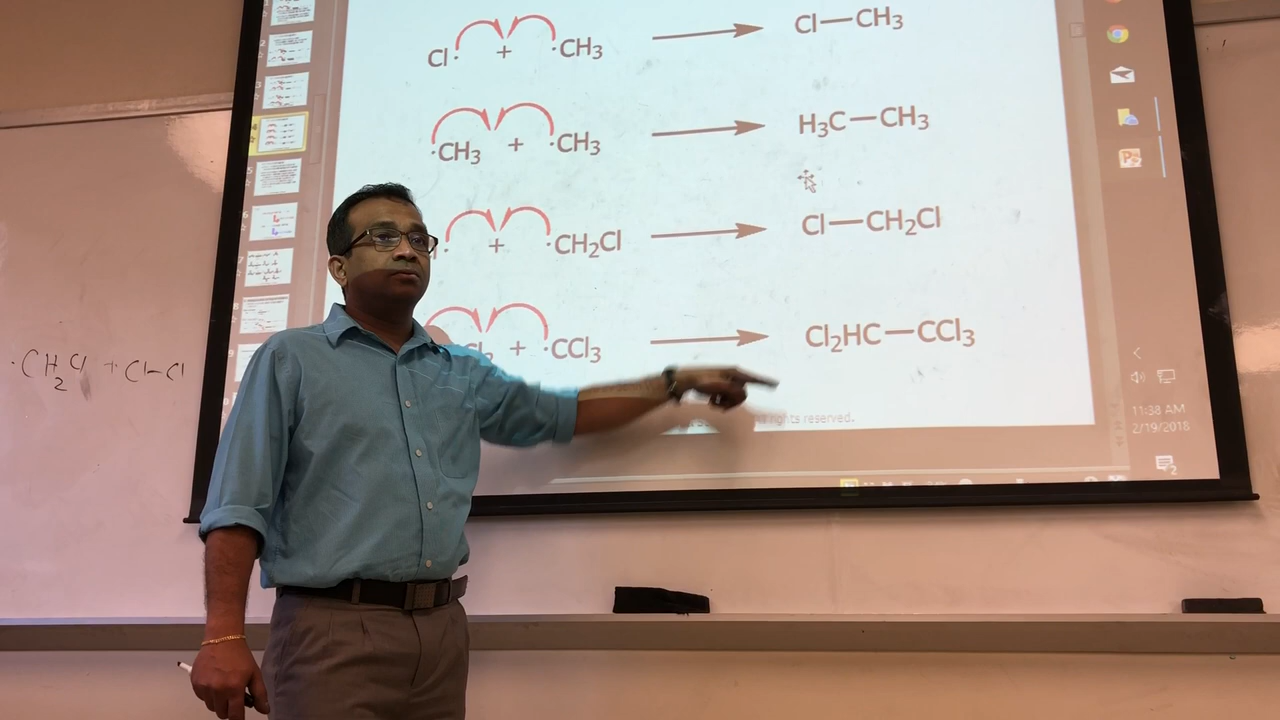 Cl· + ·CH3 → Cl—CH3
·CH3 + ·CH3 → H3C—CH3
· + ·CH2Cl → Cl—CH2Cl
+ ·CCl3 → Cl2HC—CCl3
·CH2Cl + Cl—Cl
rights reserved.
11:38 AM
2/19/2018
2